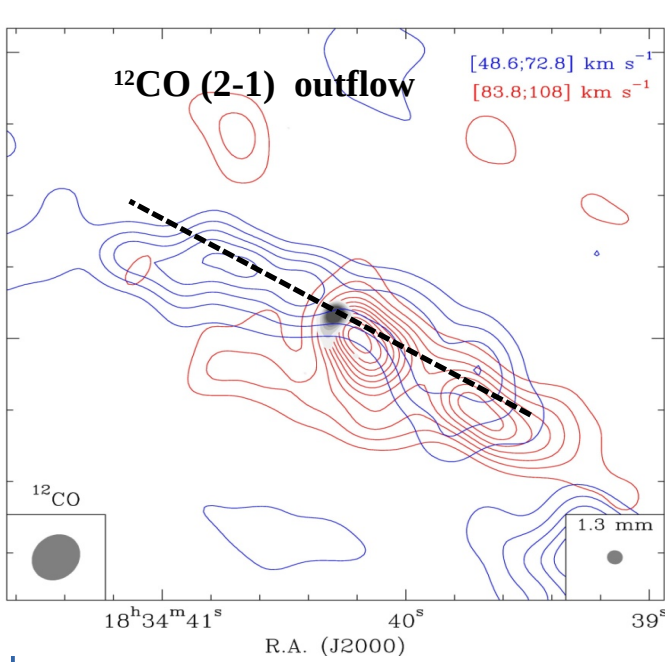 [48.6;72.8] km s⁻¹
¹²CO (2-1) outflow
[83.8;108] km s⁻¹
¹²CO
1.3 mm
18ʰ34ᵐ41ˢ
40ˢ
39ˢ
R.A. (J2000)